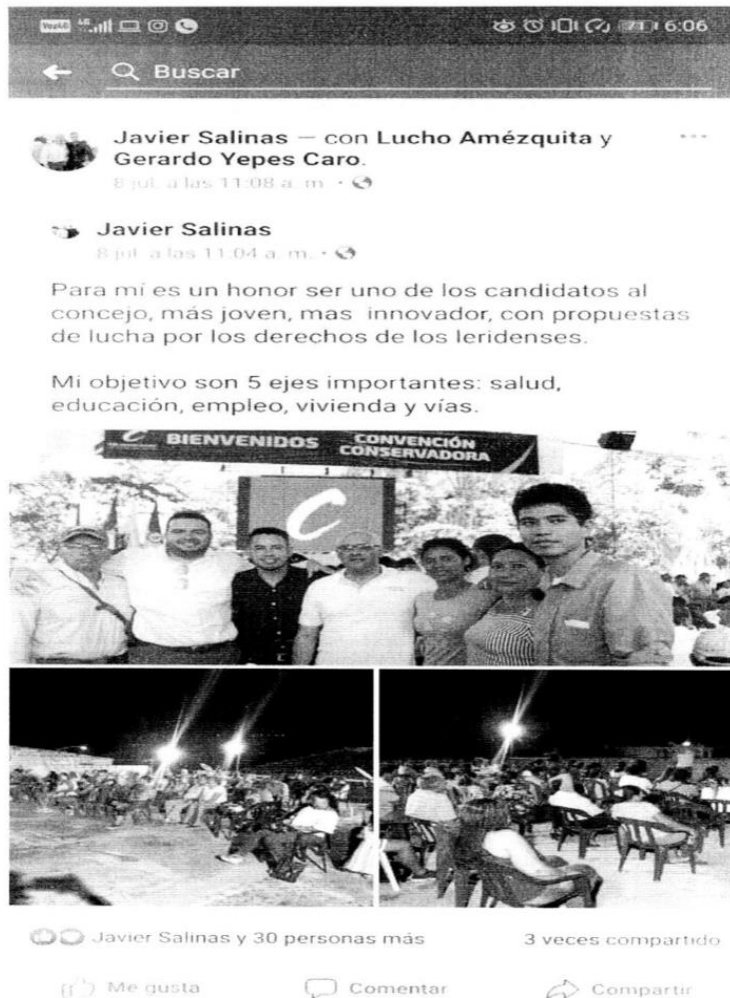 6:06
Buscar
Javier Salinas — con Lucho Amézquita y
Gerardo Yepes Caro.
8 jul. a las 11:08 a. m. ·
Javier Salinas
8 jul. a las 11:04 a. m. ·
Para mí es un honor ser uno de los candidatos al
concejo, más joven, mas innovador, con propuestas
de lucha por los derechos de los leridenses.
Mi objetivo son 5 ejes importantes: salud,
educación, empleo, vivienda y vías.
BIENVENIDOS CONVENCIÓN
CONSERVADORA
C
Javier Salinas y 30 personas más 3 veces compartido
Me gusta Comentar Compartir